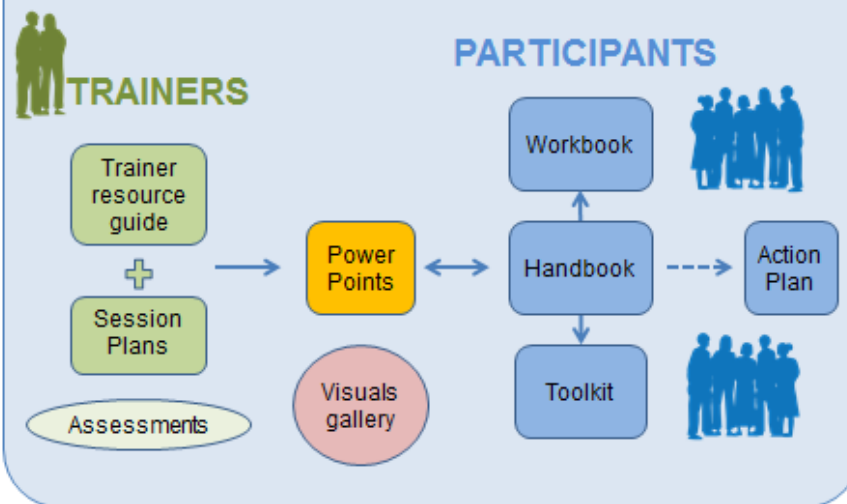 PARTICIPANTS
TRAINERS
Trainer
resource
guide
Session
Plans
Assessments
Power
Points
Visuals
gallery
Workbook
Handbook
Toolkit
Action
Plan